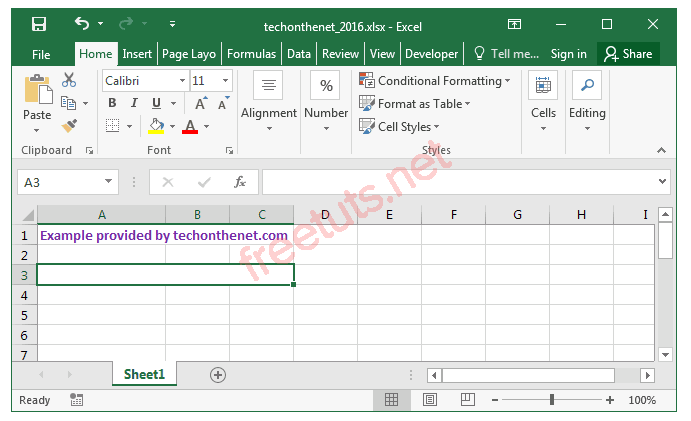 techonthenet_2016.xlsx - Excel
File Home Insert Page Layo Formulas Data Review View Developer Tell me... Sign in Share
Calibri 11
Paste
B I U A A
A
Alignment
%
Number
Conditional Formatting
Format as Table
Cell Styles
Cells
Editing
Clipboard Font Styles
A3 fx
A B C D E F G H I
1 Example provided by techonthenet.com
2
3
4
5
6
7
freetuts.net
Sheet1
Ready 100%